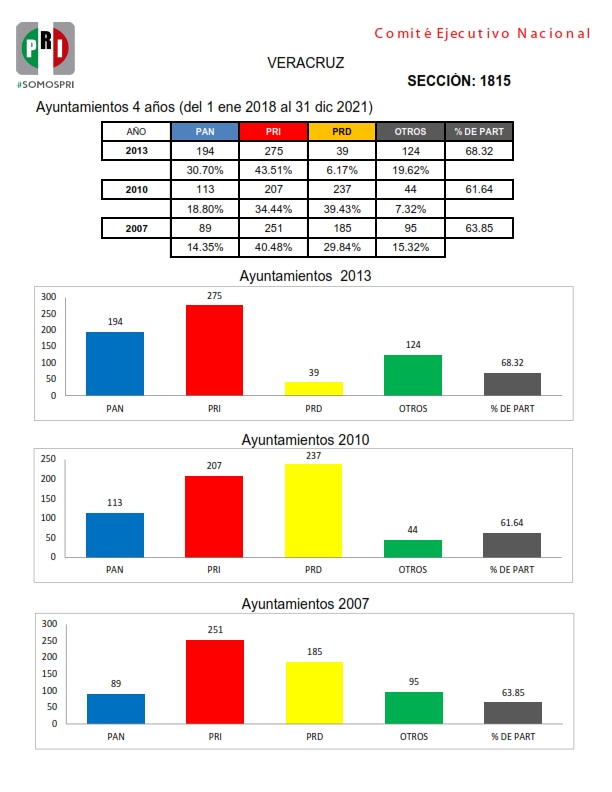 Comité Ejecutivo Nacional
PRI
#SOMOSPRI
VERACRUZ
SECCIÓN: 1815
Ayuntamientos 4 años (del 1 ene 2018 al 31 dic 2021)
AÑO PAN PRI PRD OTROS % DE PART
2013 194 275 39 124 68.32
30.70% 43.51% 6.17% 19.62%
2010 113 207 237 44 61.64
18.80% 34.44% 39.43% 7.32%
2007 89 251 185 95 63.85
14.35% 40.48% 29.84% 15.32%
Ayuntamientos 2013
300
250
200
150
100
50
0
194 275 39 124 68.32
PAN PRI PRD OTROS % DE PART
Ayuntamientos 2010
250
200
150
100
50
0
113 207 237 44 61.64
PAN PRI PRD OTROS % DE PART
Ayuntamientos 2007
300
250
200
150
100
50
0
89 251 185 95 63.85
PAN PRI PRD OTROS % DE PART